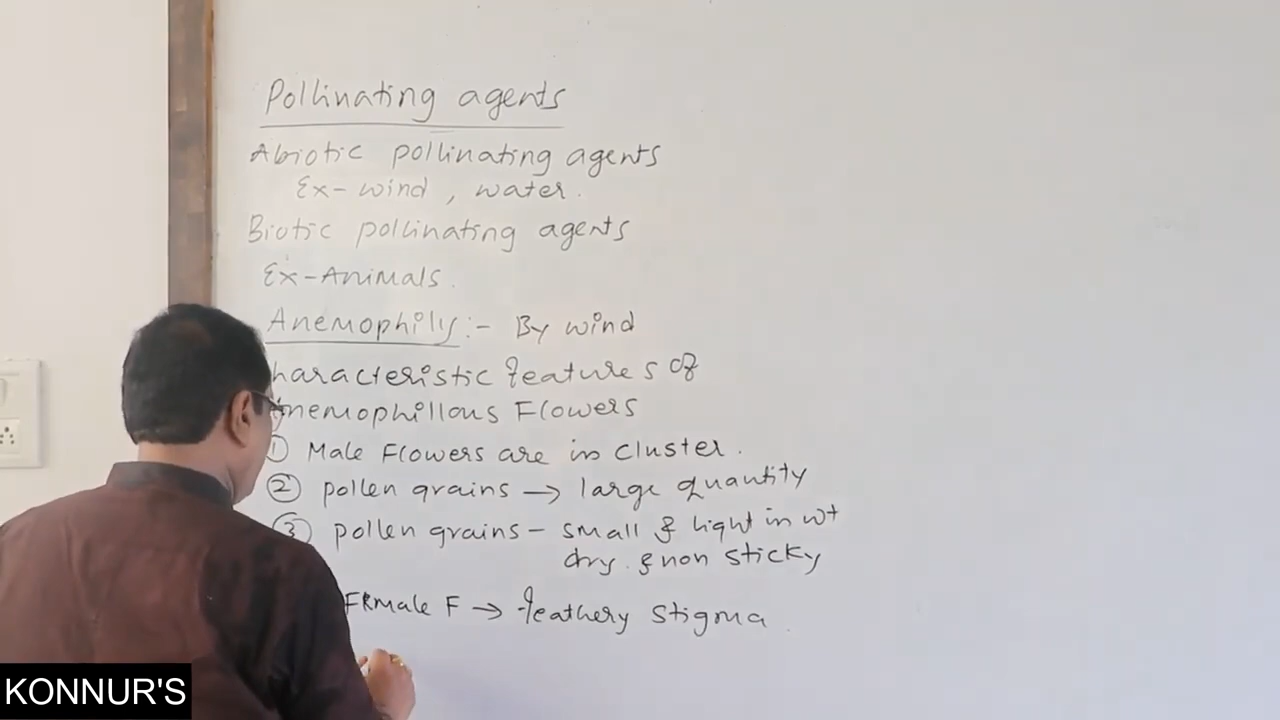 Pollinating agents
Abiotic pollinating agents
Ex- wind , water.
Biotic pollinating agents
Ex-Animals.
Anemophily:- By wind
haracteristic features of
Anemophillous Flowers
① Male Flowers are in cluster.
② pollen grains → large quantity
③ pollen grains - small & light in wt
dry. & non sticky
Female F → feathery stigma
KONNUR'S